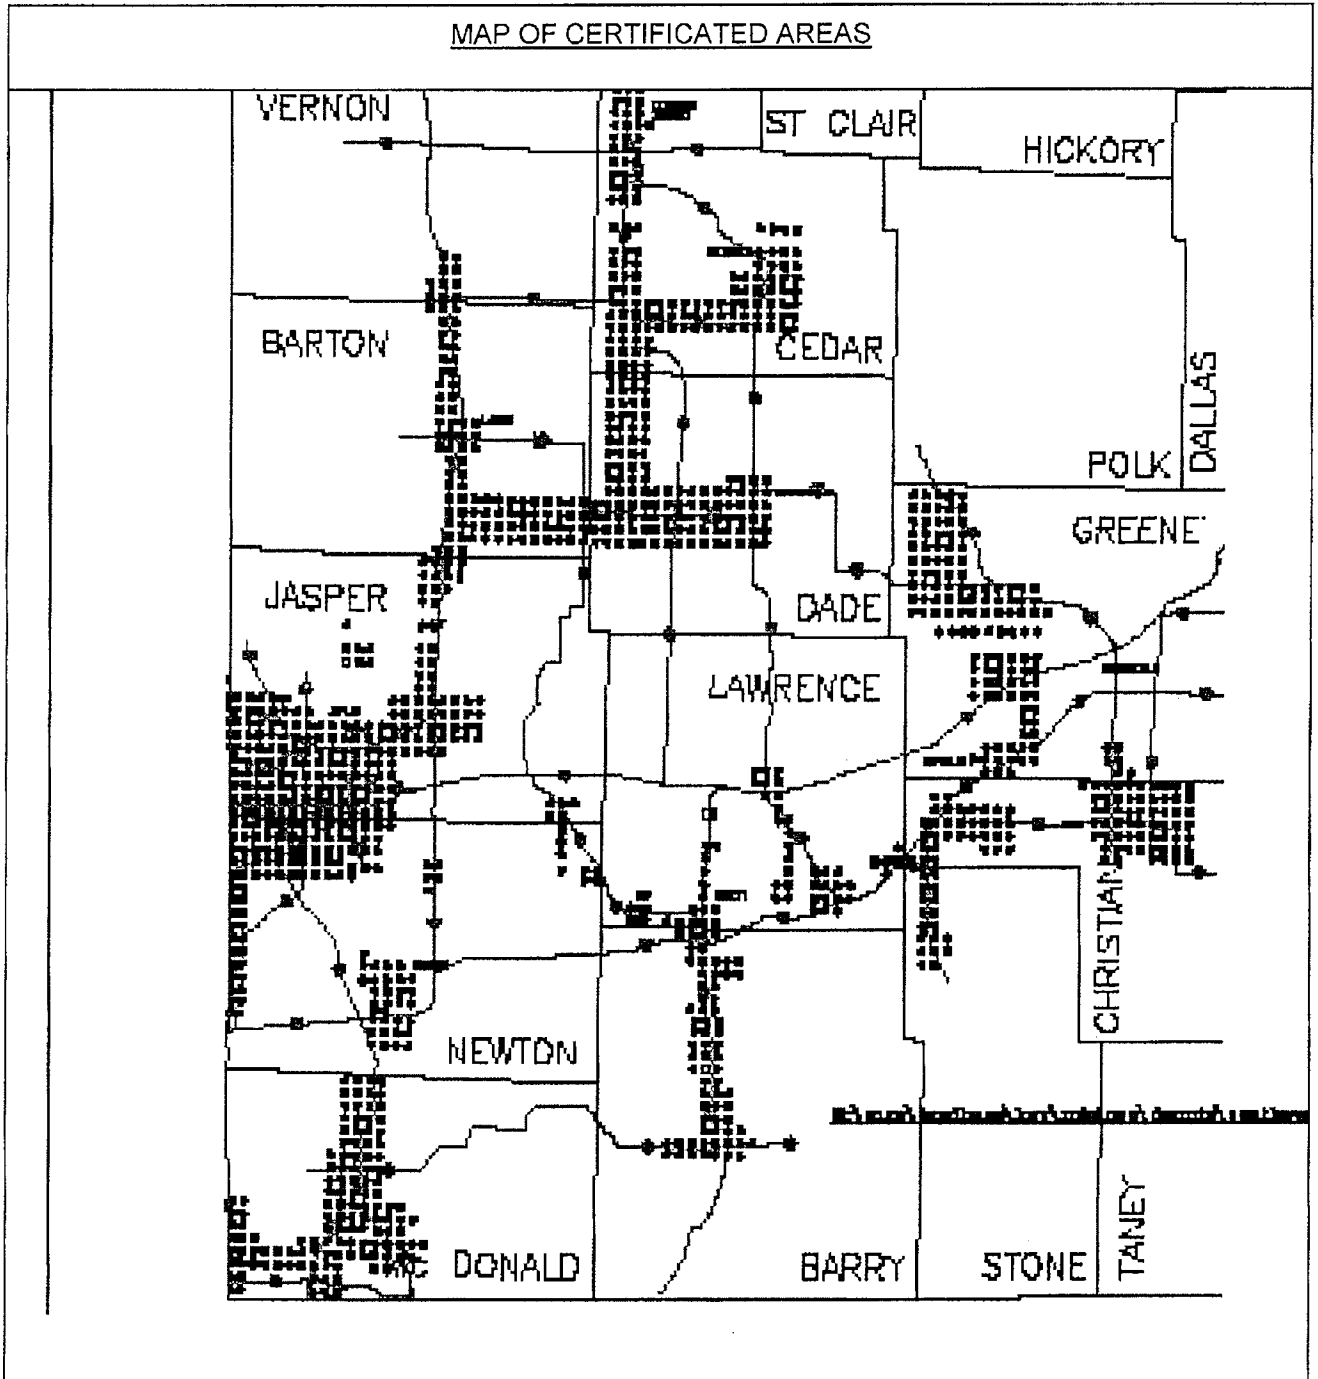 MAP OF CERTIFICATED AREAS
VERNON
ST CLAIR
HICKORY
BARTON
CEDAR
DALLAS
POLK
GREENE
JASPER
DADE
LAWRENCE
CHRISTIAN
NEWTON
DONALD
BARRY
STONE
TANEY